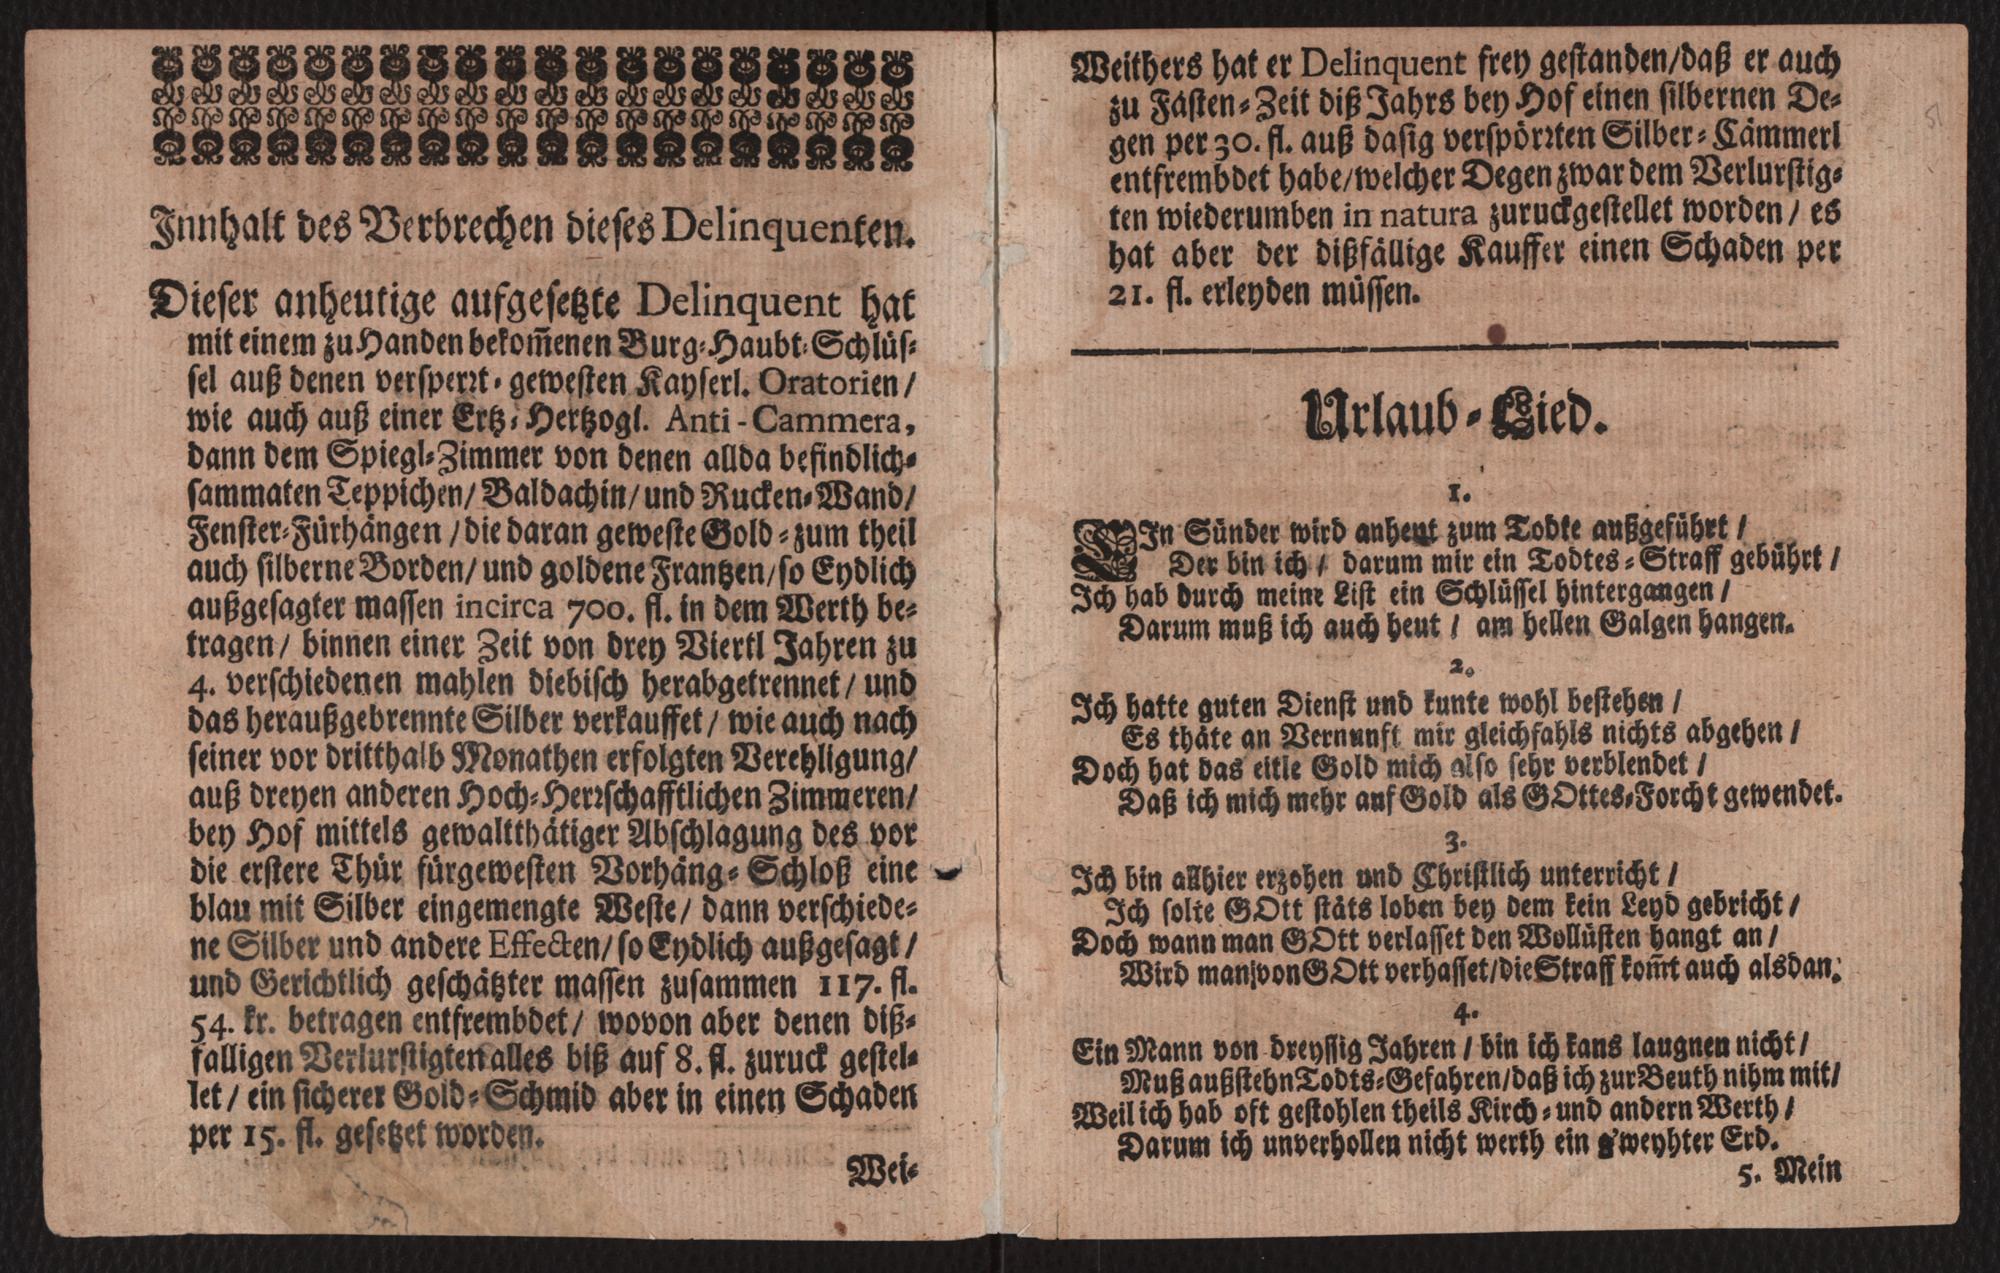 Innhalt des Verbrechen dieses Delinquenten.
Dieser anheutige aufgesetzte Delinquent hat
mit einem zu Handen bekom̅enen Burg-Haubt-Schlüs-
sel auß denen versperrt-gewesten Kayserl. Oratorien/
wie auch auß einer Ertz-Hertzogl. Anti-Cammera,
dann dem Spiegl-Zimmer von denen allda befindlich-
sammaten Teppichen/ Baldachin/ und Rucken-Wand/
Fenster-Fürhängen / die daran geweste Gold-zum theil
auch silberne Borden/ und goldene Frantzen/ so Eydlich
außgesagter massen incirca 700. fl. in dem Werth be-
tragen/ binnen einer Zeit von drey Viertl Jahren zu
4. verschiedenen mahlen diebisch herabgetrennet/ und
das heraußgebrennte Silber verkauffet/ wie auch nach
seiner vor dritthalb Monathen erfolgten Verehligung/
auß dreyen anderen Hoch-Herrschafftlichen Zimmeren/
bey Hof mittels gewaltthätiger Abschlagung des vor
die erstere Thür fürgewesten Vorhäng-Schloß eine
blau mit Silber eingemengte Weste/ dann verschiede-
ne Silber und andere Effecten/ so Eydlich außgesagt/
und Gerichtlich geschätzter massen zusammen 117. fl.
54. kr. betragen entfrembdet/ wovon aber denen diß-
falligen Verlurstigten alles biß auf 8. fl. zuruck gestel-
let/ ein sicherer Gold-Schmid aber in einen Schaden
per 15. fl. gesetzet worden.
Wei-
Weithers hat er Delinquent frey gestanden/ daß er auch
zu Fasten-Zeit diß Jahrs bey Hof einen silbernen De-
gen per 30. fl. auß dasig verspörrten Silber-Cämmerl
entfrembdet habe/ welcher Degen zwar dem Verlurstig-
ten wiederumben in natura zuruckgestellet worden/ es
hat aber der dißfällige Kauffer einen Schaden per
21. fl. erleyden müssen.
Urlaub-Lied.
1.
EIn Sünder wird anheut zum Todte außgeführt /
Der bin ich / darum mir ein Todtes-Straff gebührt /
Ich hab durch meine List ein Schlüssel hintergangen /
Darum muß ich auch heut / am hellen Galgen hangen.
2.
Ich hatte guten Dienst und kunte wohl bestehen /
Es thäte an Vernunft mir gleichfahls nichts abgehen /
Doch hat das eitle Gold mich also sehr verblendet /
Daß ich mich mehr auf Gold als GOttes-Forcht gewendet.
3.
Ich bin allhier erzohen und Christlich unterricht /
Ich solte GOtt stäts loben bey dem kein Leyd gebricht /
Doch wann man GOtt verlasset den Wollüsten hangt an /
Wird man von GOtt verhasset/ die Straff kom̅t auch alsdan.
4.
Ein Mann von dreyssig Jahren / bin ich kans laugnen nicht /
Muß außstehn Todts-Gefahren/ daß ich zur Beuth nihm mit/
Weil ich hab oft gestohlen theils Kirch-und andern Werth /
Darum ich unverhollen nicht werth ein g'weyhter Erd.
5. Mein